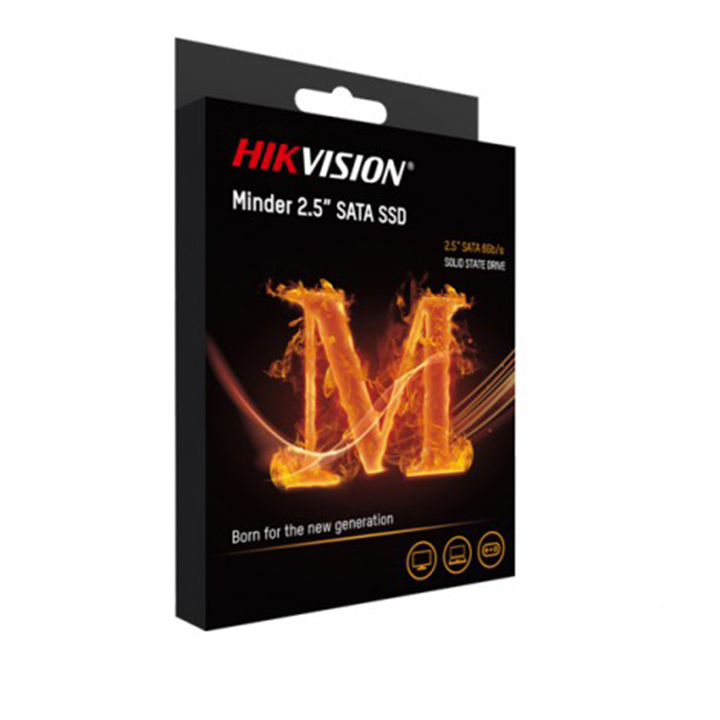 HIKVISION®
Minder 2.5" SATA SSD
2.5" SATA 6Gb/s
SOLID STATE DRIVE
M
Born for the new generation